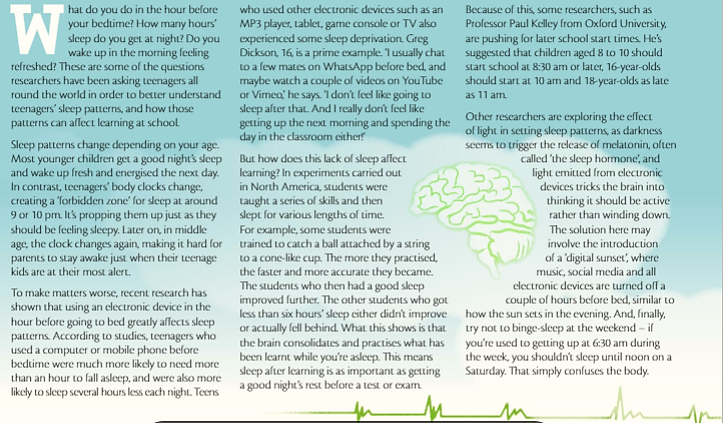 What do you do in the hour before
your bedtime? How many hours'
sleep do you get at night? Do you
wake up in the morning feeling
refreshed? These are some of the questions
researchers have been asking teenagers all
round the world in order to better understand
teenagers' sleep patterns, and how those
patterns can affect learning at school.
Sleep patterns change depending on your age.
Most younger children get a good night's sleep
and wake up fresh and energised the next day.
In contrast, teenagers' body clocks change,
creating a 'forbidden zone' for sleep at around
9 or 10 pm. It's propping them up just as they
should be feeling sleepy. Later on, in middle
age, the clock changes again, making it hard for
parents to stay awake just when their teenage
kids are at their most alert.
To make matters worse, recent research has
shown that using an electronic device in the
hour before going to bed greatly affects sleep
patterns. According to studies, teenagers who
used a computer or mobile phone before
bedtime were much more likely to need more
than an hour to fall asleep, and were also more
likely to sleep several hours less each night. Teens
who used other electronic devices such as an
MP3 player, tablet, game console or TV also
experienced some sleep deprivation. Greg
Dickson, 16, is a prime example. 'I usually chat
to a few mates on WhatsApp before bed, and
maybe watch a couple of videos on YouTube
or Vimeo,' he says. 'I don't feel like going to
sleep after that. And I really don't feel like
getting up the next morning and spending the
day in the classroom either!'
But how does this lack of sleep affect
learning? In experiments carried out
in North America, students were
taught a series of skills and then
slept for various lengths of time.
For example, some students were
trained to catch a ball attached by a string
to a cone-like cup. The more they practised,
the faster and more accurate they became.
The students who then had a good sleep
improved further. The other students who got
less than six hours' sleep either didn't improve
or actually fell behind. What this shows is that
the brain consolidates and practises what has
been learnt while you're asleep. This means
sleep after learning is as important as getting
a good night's rest before a test or exam.
Because of this, some researchers, such as
Professor Paul Kelley from Oxford University,
are pushing for later school start times. He's
suggested that children aged 8 to 10 should
start school at 8:30 am or later, 16-year-olds
should start at 10 am and 18-year-olds as late
as 11 am.
Other researchers are exploring the effect
of light in setting sleep patterns, as darkness
seems to trigger the release of melatonin, often
called 'the sleep hormone', and
light emitted from electronic
devices tricks the brain into
thinking it should be active
rather than winding down.
The solution here may
involve the introduction
of a 'digital sunset', where
music, social media and all
electronic devices are turned off a
couple of hours before bed, similar to
how the sun sets in the evening. And, finally,
try not to binge-sleep at the weekend – if
you're used to getting up at 6:30 am during
the week, you shouldn't sleep until noon on a
Saturday. That simply confuses the body.